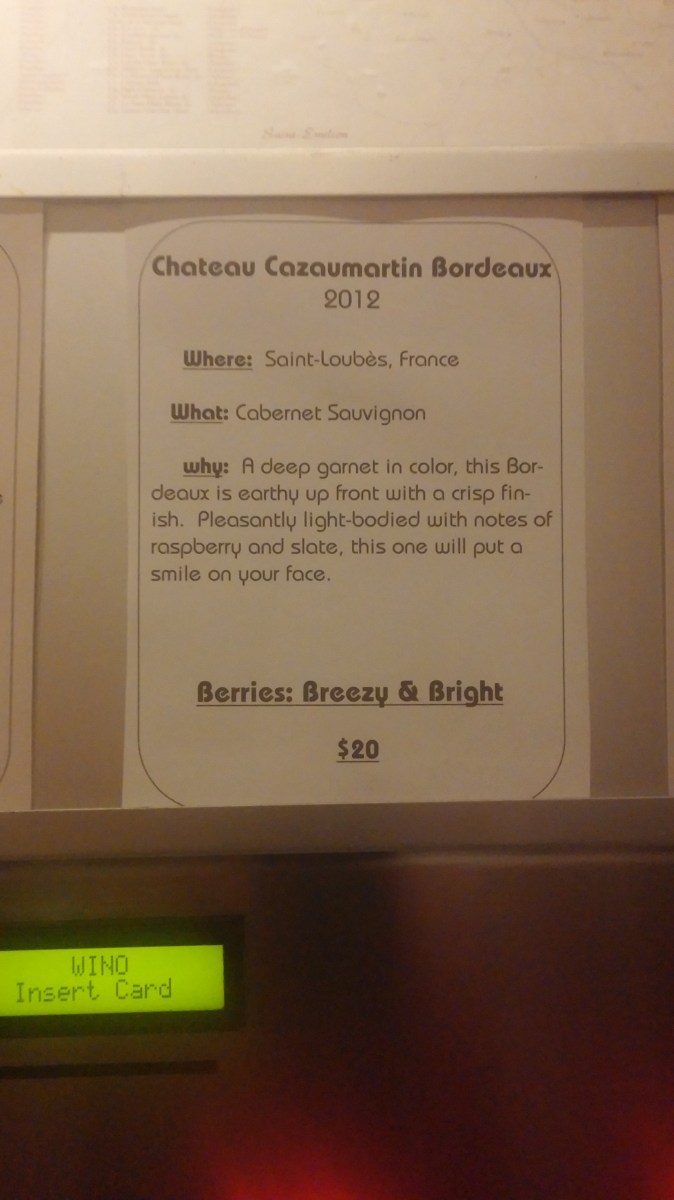 Saint-Emilion
Chateau Cazaumartin Bordeaux
2012
Where: Saint-Loubès, France
What: Cabernet Sauvignon
why: A deep garnet in color, this Bor-
deaux is earthy up front with a crisp fin-
ish. Pleasantly light-bodied with notes of
raspberry and slate, this one will put a
smile on your face.
Berries: Breezy & Bright
$20
WINO
Insert Card